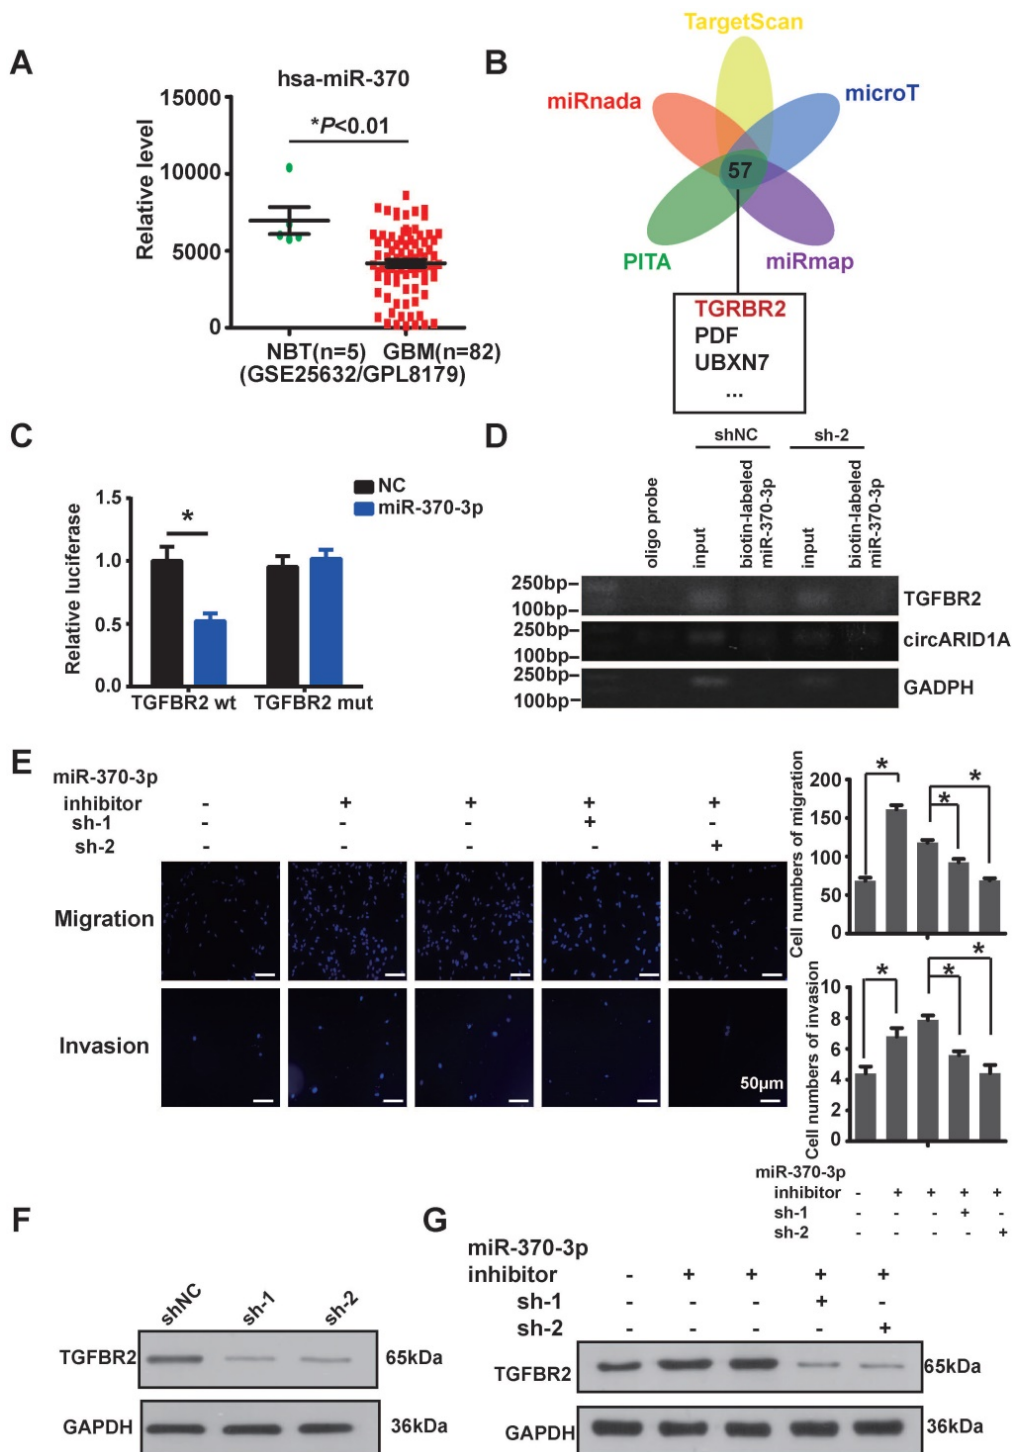 A
hsa-miR-370
15000
10000
5000
0
Relative level
*P<0.01
NBT(n=5) GBM(n=82)
(GSE25632/GPL8179)
B
TargetScan
miRnada
microT
57
PITA
miRmap
TGRBR2
PDF
UBXN7
...
C
NC
miR-370-3p
1.5
1.0
0.5
0.0
Relative luciferase
*
TGFBR2 wt TGFBR2 mut
D
shNC sh-2
oligo probe
input
biotin-labeled
miR-370-3p
input
biotin-labeled
miR-370-3p
250bp
100bp
TGFBR2
250bp
100bp
circARID1A
250bp
100bp
GADPH
E
miR-370-3p
inhibitor - + + + +
sh-1 - - - + -
sh-2 - - - - +
Migration
Invasion
50μm
Cell numbers of migration
200
150
100
50
0
* * *
Cell numbers of invasion
10
8
6
4
2
0
* * *
miR-370-3p
inhibitor - + + + +
sh-1 - - - + -
sh-2 - - - - +
F
shNC sh-1 sh-2
TGFBR2 65kDa
GAPDH 36kDa
G
miR-370-3p
inhibitor - + + + +
sh-1 - - - + -
sh-2 - - - - +
TGFBR2 65kDa
GAPDH 36kDa